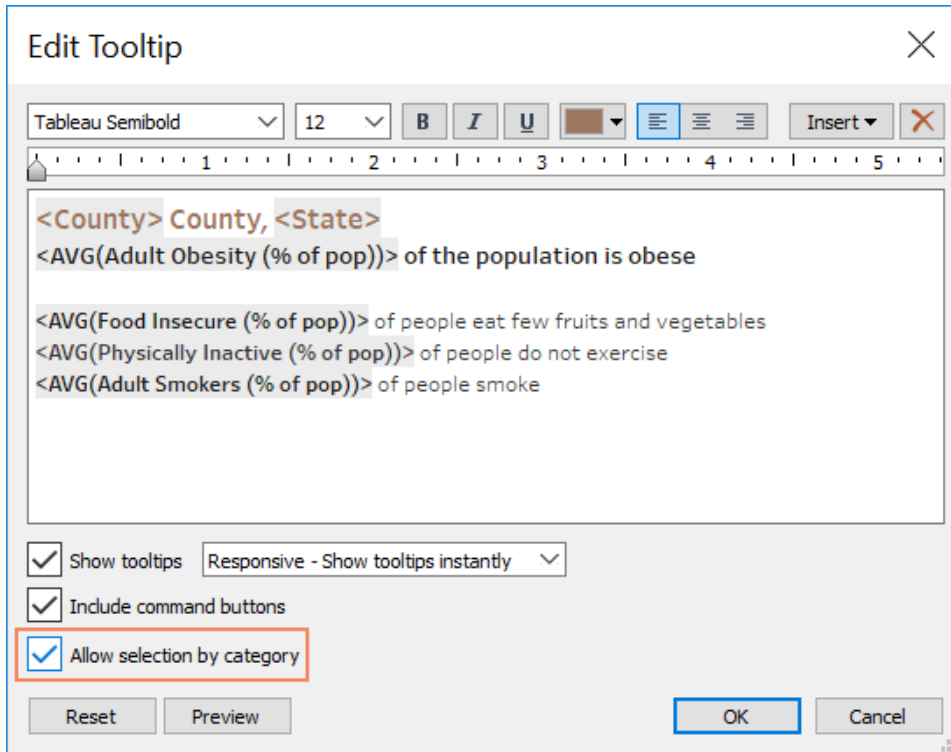 Edit Tooltip
Tableau Semibold 12 B I U Insert
1 2 3 4 5
<County> County, <State>
<AVG(Adult Obesity (% of pop))> of the population is obese
<AVG(Food Insecure (% of pop))> of people eat few fruits and vegetables
<AVG(Physically Inactive (% of pop))> of people do not exercise
<AVG(Adult Smokers (% of pop))> of people smoke
Show tooltips Responsive - Show tooltips instantly
Include command buttons
Allow selection by category
Reset Preview OK Cancel